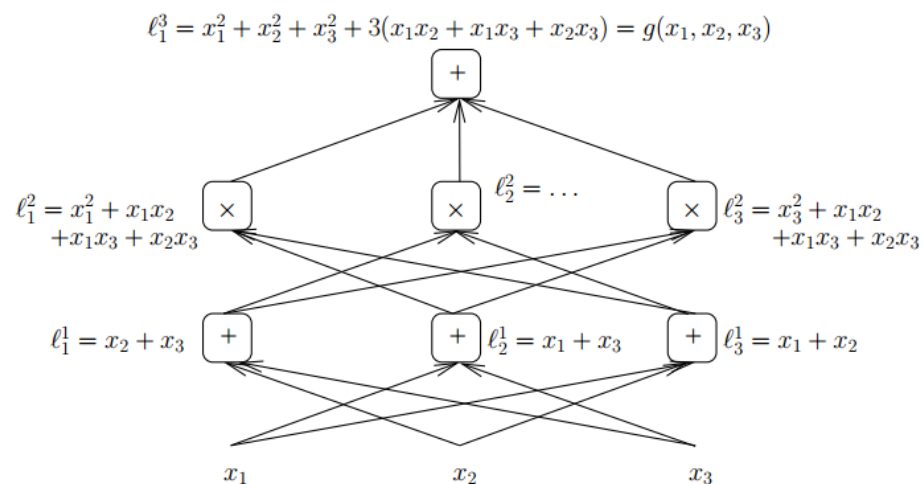 ℓ₁³ = x₁² + x₂² + x₃² + 3(x₁x₂ + x₁x₃ + x₂x₃) = g(x₁, x₂, x₃)
+
ℓ₁² = x₁² + x₁x₂
+x₁x₃ + x₂x₃
×
×
ℓ₂² = . . .
×
ℓ₃² = x₃² + x₁x₂
+x₁x₃ + x₂x₃
ℓ₁¹ = x₂ + x₃
+
+
ℓ₂¹ = x₁ + x₃
+
ℓ₃¹ = x₁ + x₂
x₁ x₂ x₃